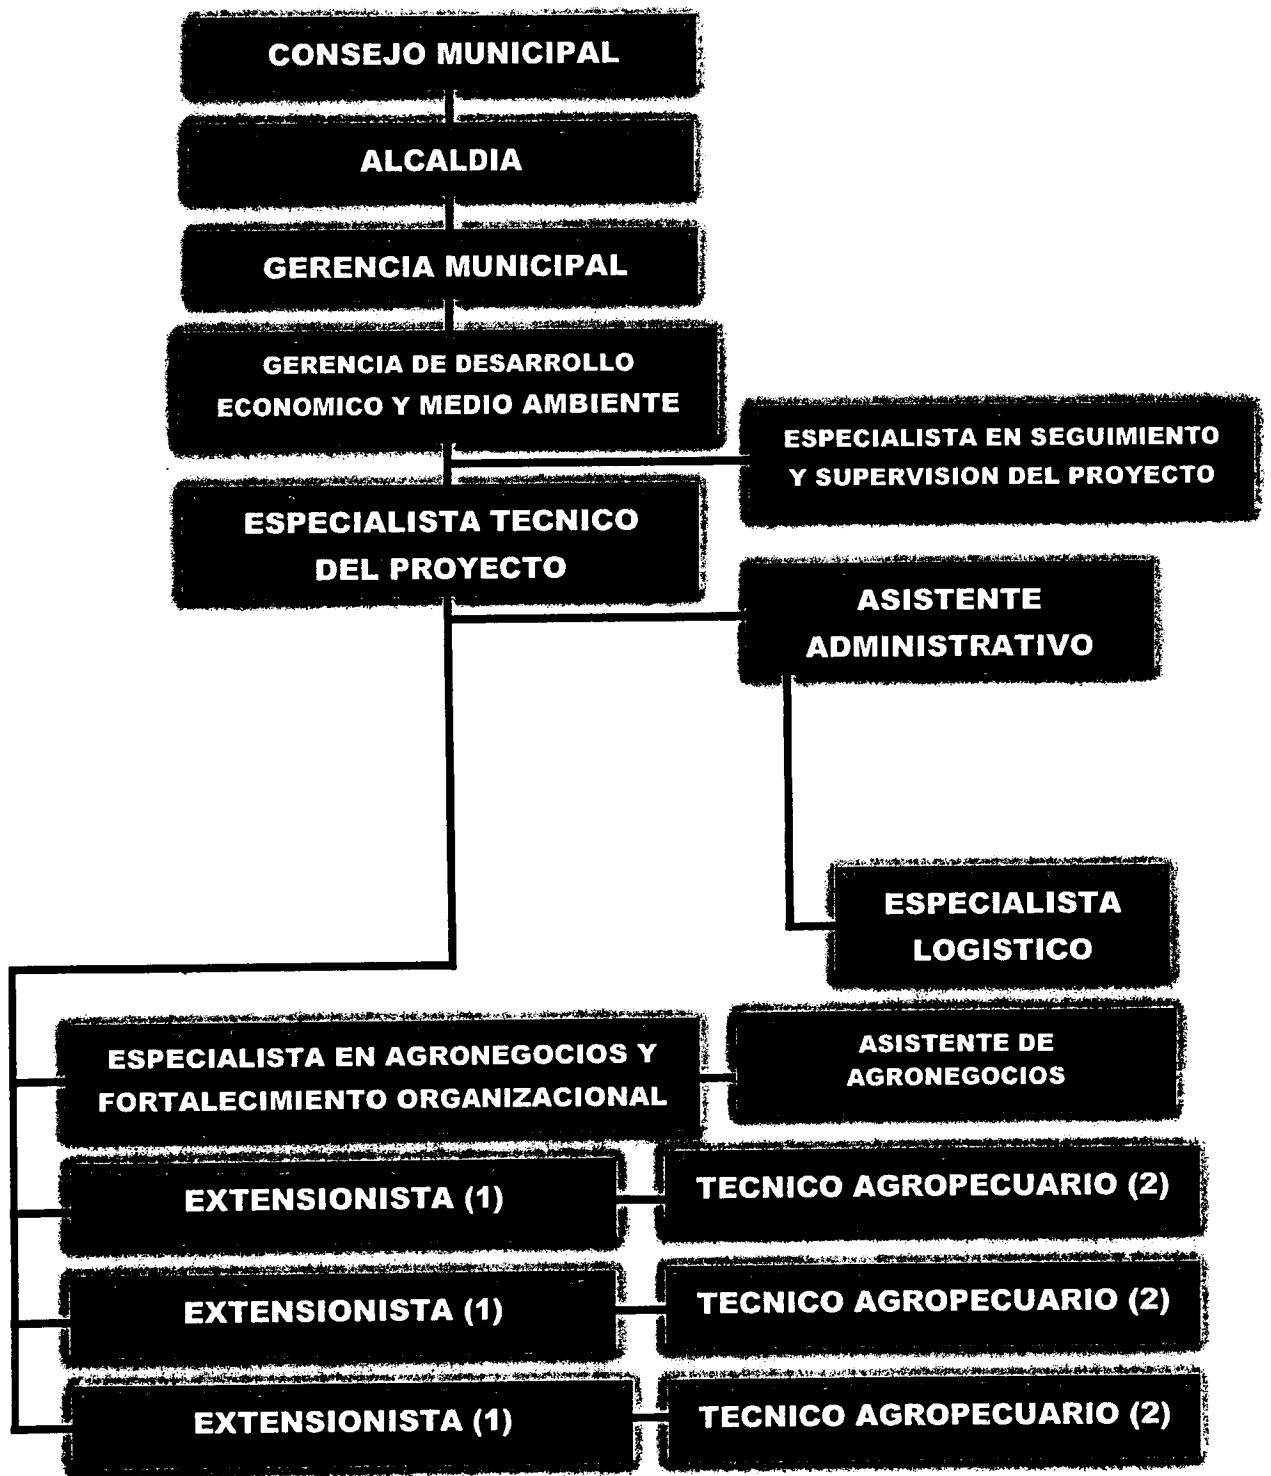 CONSEJO MUNICIPAL
ALCALDIA
GERENCIA MUNICIPAL
GERENCIA DE DESARROLLO
ECONOMICO Y MEDIO AMBIENTE
ESPECIALISTA EN SEGUIMIENTO
Y SUPERVISION DEL PROYECTO
ESPECIALISTA TECNICO
DEL PROYECTO
ASISTENTE
ADMINISTRATIVO
ESPECIALISTA
LOGISTICO
ESPECIALISTA EN AGRONEGOCIOS Y
FORTALECIMIENTO ORGANIZACIONAL
ASISTENTE DE
AGRONEGOCIOS
EXTENSIONISTA (1)
TECNICO AGROPECUARIO (2)
EXTENSIONISTA (1)
TECNICO AGROPECUARIO (2)
EXTENSIONISTA (1)
TECNICO AGROPECUARIO (2)